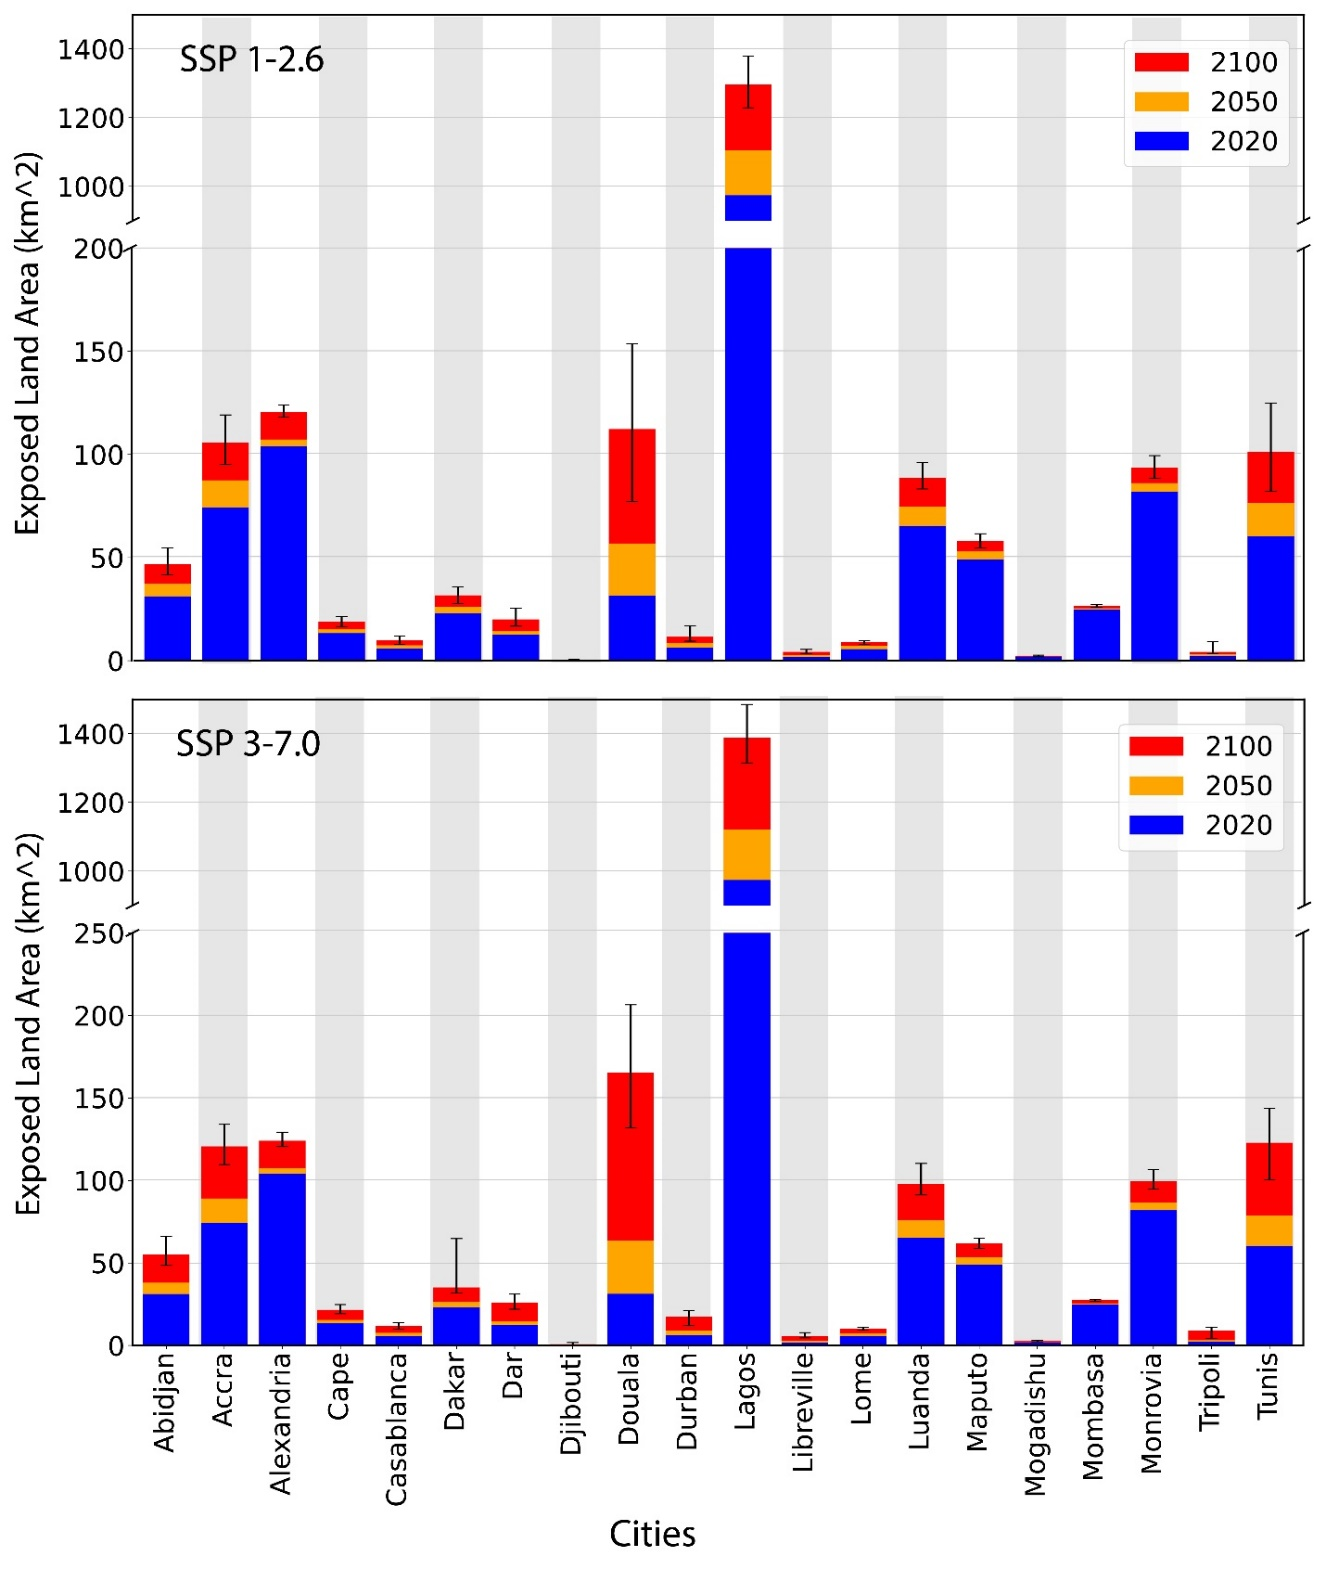 SSP 1-2.6
2100
2050
2020
Exposed Land Area (km^2)
1400
1200
1000
200
150
100
50
0
SSP 3-7.0
2100
2050
2020
Exposed Land Area (km^2)
1400
1200
1000
250
200
150
100
50
0
Abidjan
Accra
Alexandria
Cape
Casablanca
Dakar
Dar
Djibouti
Douala
Durban
Lagos
Libreville
Lome
Luanda
Maputo
Mogadishu
Mombasa
Monrovia
Tripoli
Tunis
Cities